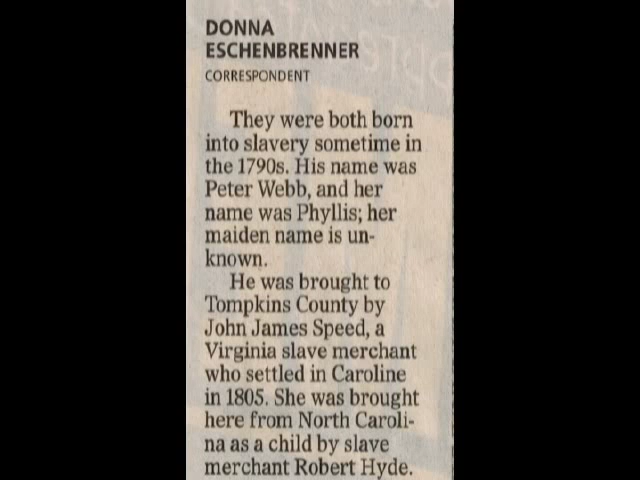 DONNA
ESCHENBRENNER
CORRESPONDENT
They were both born
into slavery sometime in
the 1790s. His name was
Peter Webb, and her
name was Phyllis; her
maiden name is un-
known.
He was brought to
Tompkins County by
John James Speed, a
Virginia slave merchant
who settled in Caroline
in 1805. She was brought
here from North Caroli-
na as a child by slave
merchant Robert Hyde.